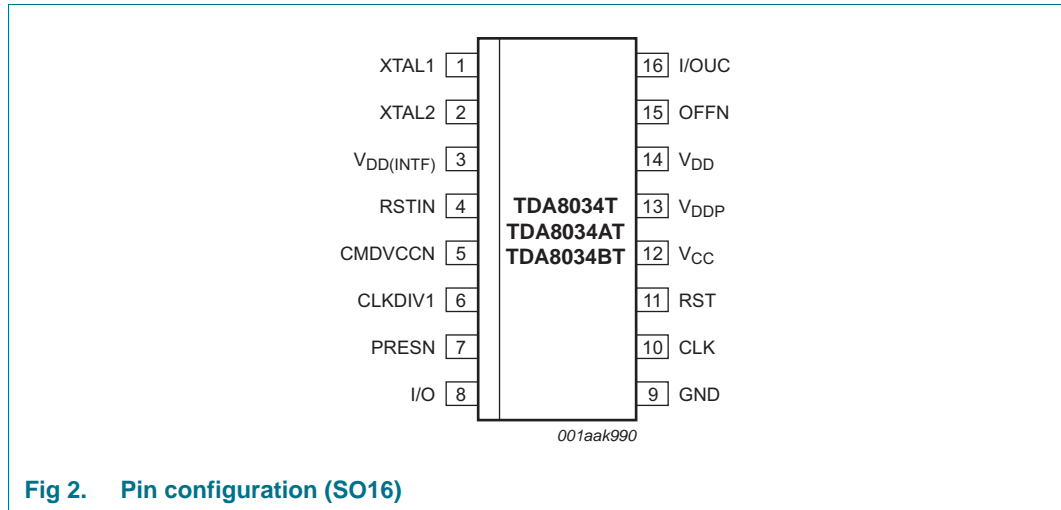 XTAL1 1
XTAL2 2
VDD(INTF) 3
RSTIN 4
CMDVCCN 5
CLKDIV1 6
PRESN 7
I/O 8
TDA8034T
TDA8034AT
TDA8034BT
16 I/OUC
15 OFFN
14 VDD
13 VDDP
12 VCC
11 RST
10 CLK
9 GND
001aak990
Fig 2. Pin configuration (SO16)